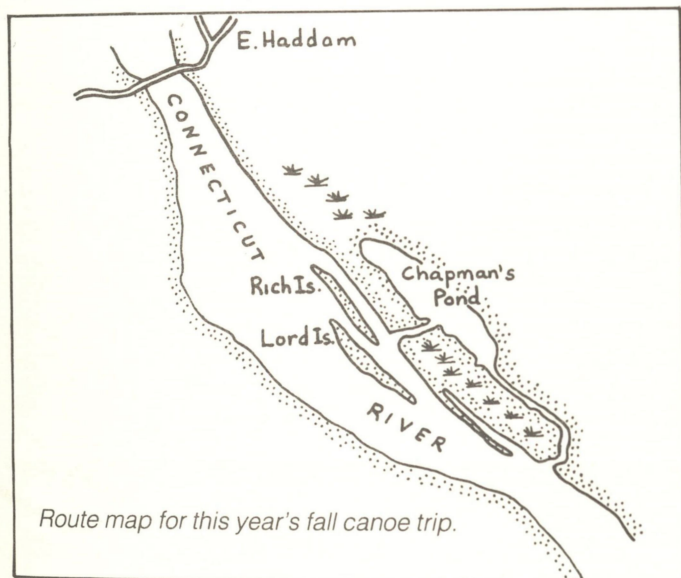 E. Haddam
CONNECTICUT
RIVER
Rich Is.
Chapman's
Pond
Lord Is.
Route map for this year's fall canoe trip.